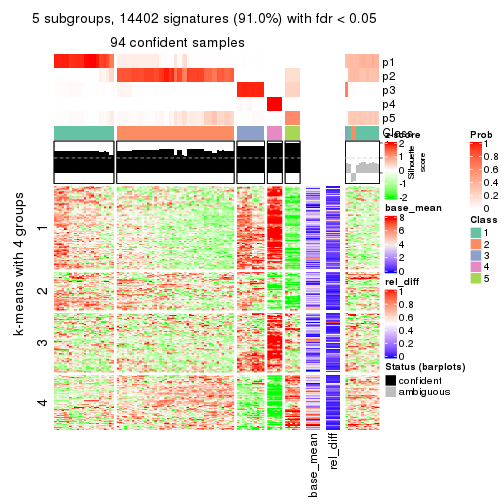 5 subgroups, 14402 signatures (91.0%) with fdr < 0.05
94 confident samples
p1
p2
p3
p4
p5
Class
Silhouette
score
k-means with 4 groups
1
2
3
4
base_mean
rel_diff
z-score
2
1
0
-1
-2
base_mean
8
6
4
2
0
rel_diff
1
0.8
0.6
0.4
0.2
0
Status (barplots)
confident
ambiguous
Prob
1
0.8
0.6
0.4
0.2
0
Class
1
2
3
4
5